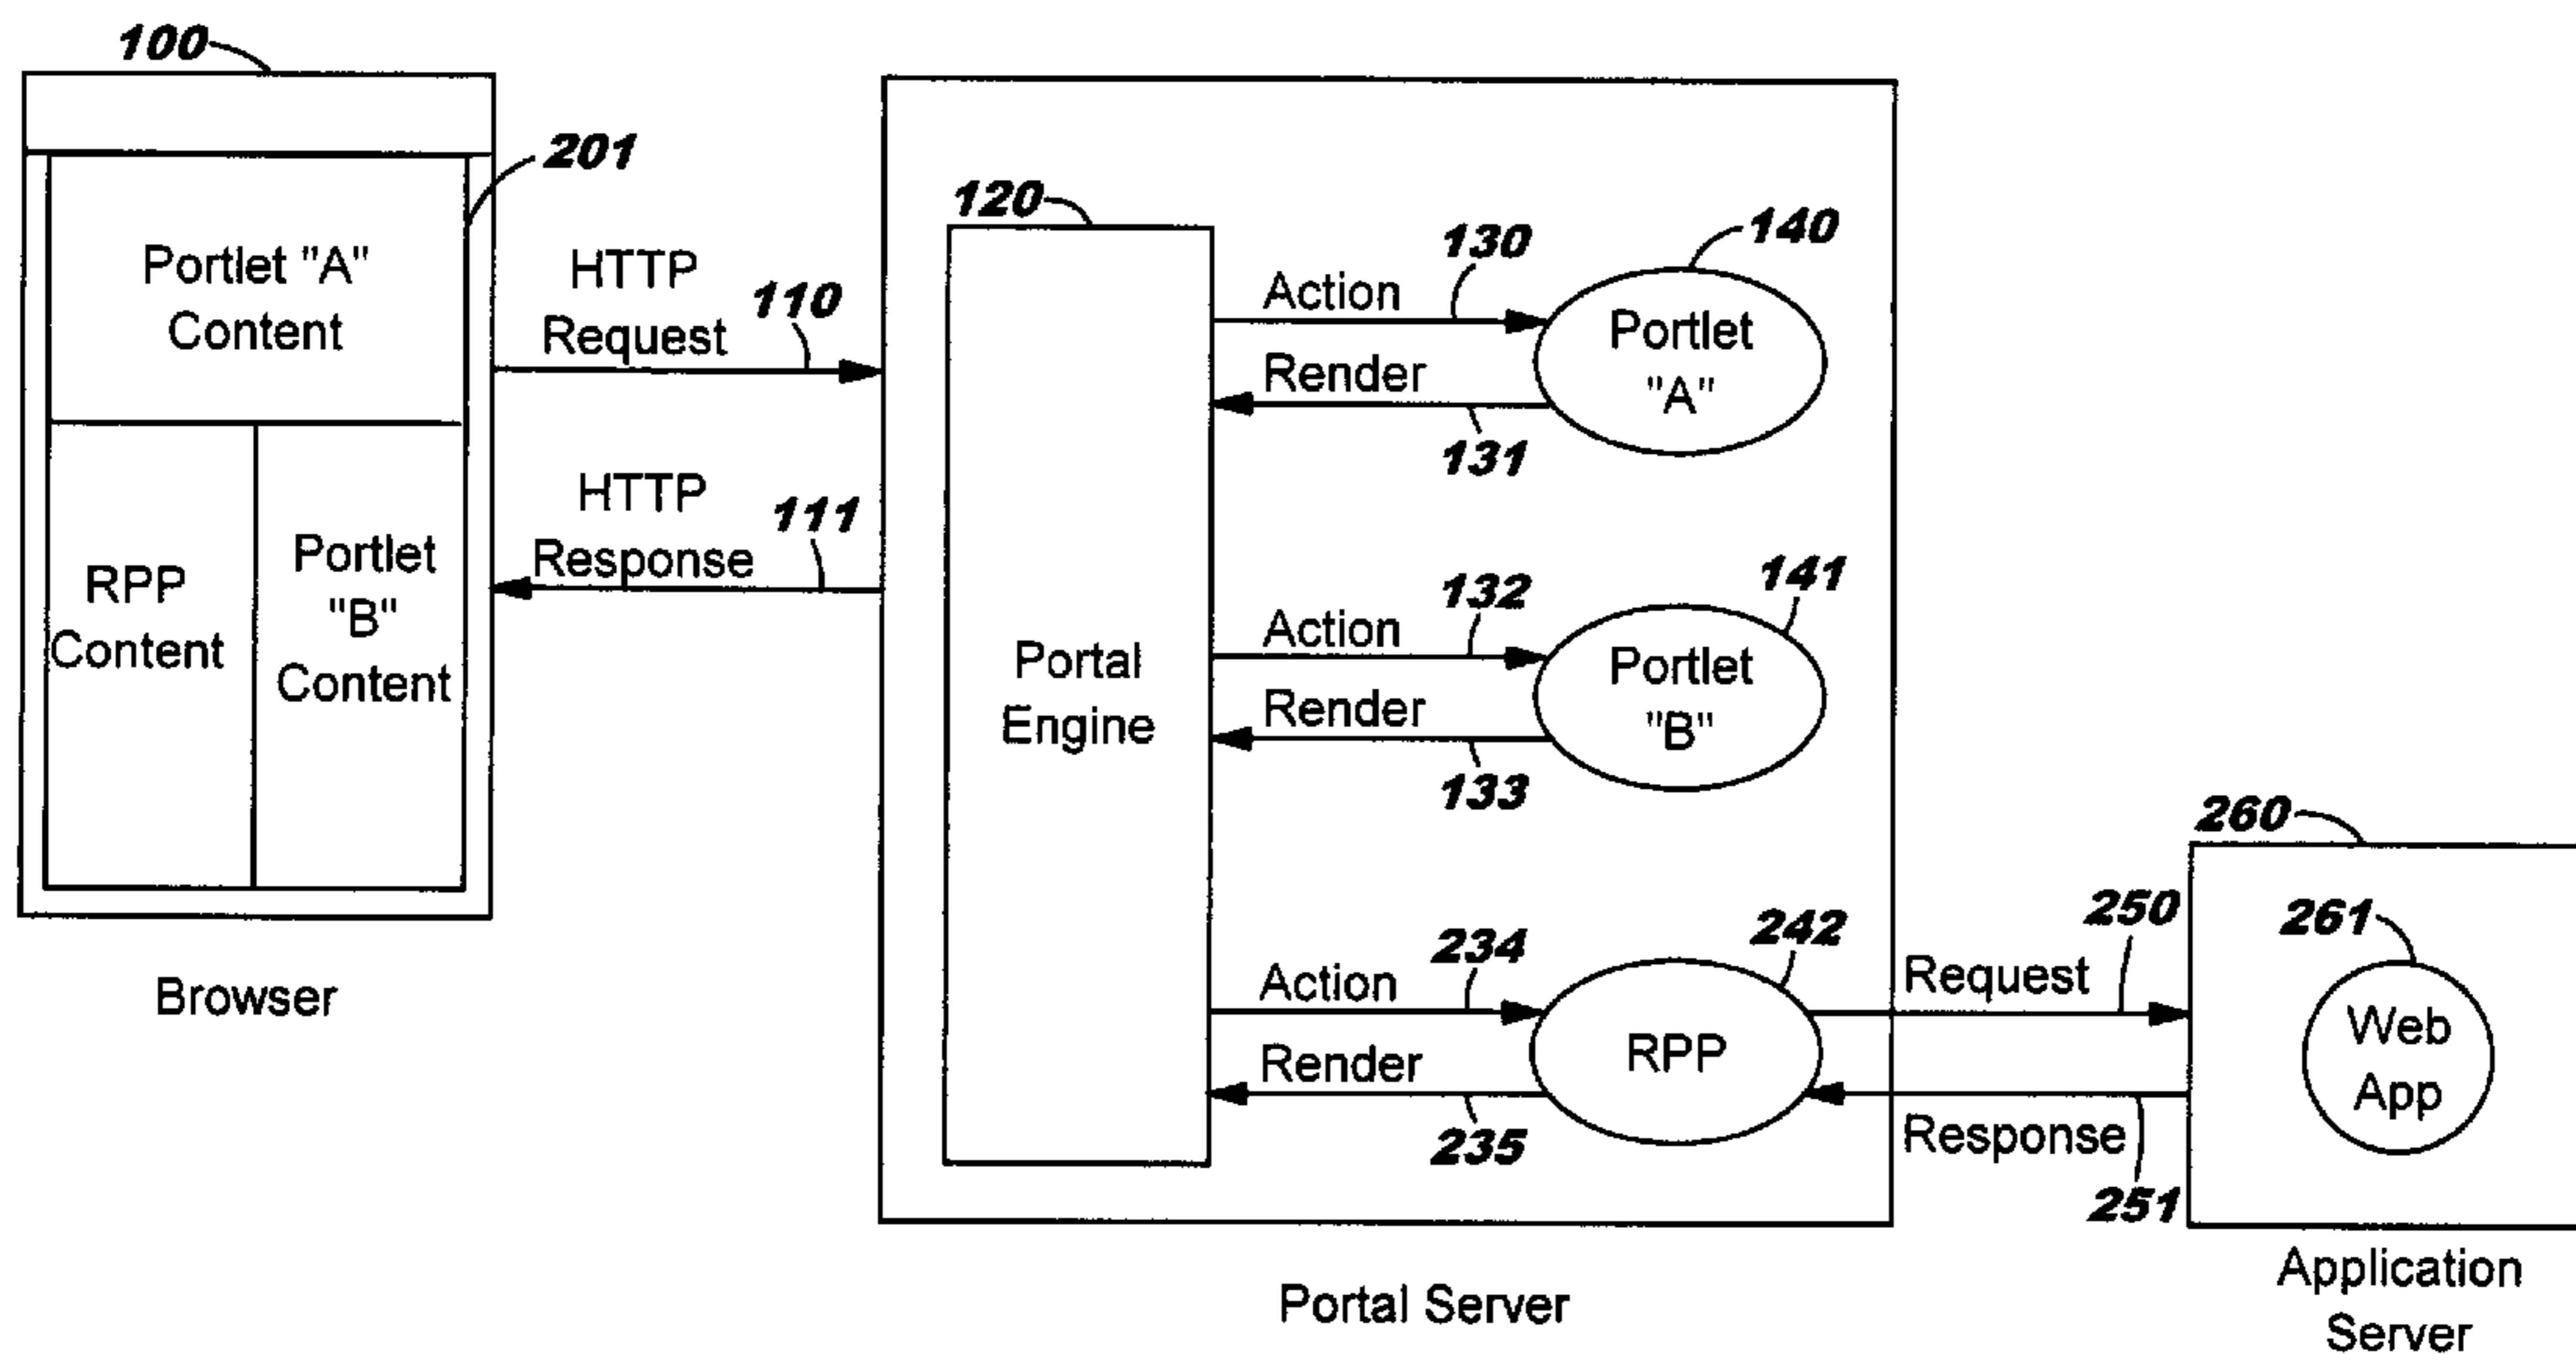 100
201
Portlet "A"
Content
RPP
Content
Portlet
"B"
Content
Browser
HTTP
Request
110
HTTP
Response
111
120
Portal
Engine
Action
130
Render
131
140
Portlet
"A"
Action
132
Render
133
141
Portlet
"B"
Action
234
Render
235
242
RPP
Portal Server
Request
250
Response
251
260
261
Web
App
Application
Server